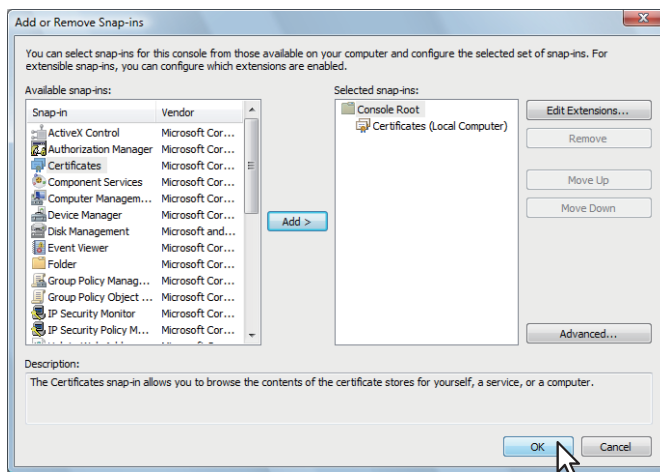 Add or Remove Snap-ins
You can select snap-ins for this console from those available on your computer and configure the selected set of snap-ins. For
extensible snap-ins, you can configure which extensions are enabled.
Available snap-ins:
Snap-in Vendor
ActiveX Control Microsoft Cor...
Authorization Manager Microsoft Cor...
Certificates Microsoft Cor...
Component Services Microsoft Cor...
Computer Managem... Microsoft Cor...
Device Manager Microsoft Cor...
Disk Management Microsoft and...
Event Viewer Microsoft Cor...
Folder Microsoft Cor...
Group Policy Manag... Microsoft Cor...
Group Policy Object ... Microsoft Cor...
IP Security Monitor Microsoft Cor...
IP Security Policy M... Microsoft Cor...
Add >
Selected snap-ins:
Console Root
Certificates (Local Computer)
Edit Extensions...
Remove
Move Up
Move Down
Advanced...
Description:
The Certificates snap-in allows you to browse the contents of the certificate stores for yourself, a service, or a computer.
OK
Cancel